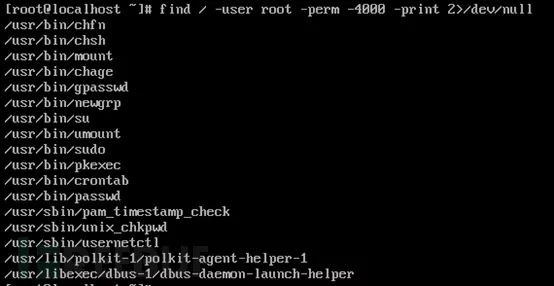 [root@localhost ~]# find / -user root -perm -4000 -print 2>/dev/null
/usr/bin/chfn
/usr/bin/chsh
/usr/bin/mount
/usr/bin/chage
/usr/bin/gpasswd
/usr/bin/newgrp
/usr/bin/su
/usr/bin/umount
/usr/bin/sudo
/usr/bin/pkexec
/usr/bin/crontab
/usr/bin/passwd
/usr/sbin/pam_timestamp_check
/usr/sbin/unix_chkpwd
/usr/sbin/usernetctl
/usr/lib/polkit-1/polkit-agent-helper-1
/usr/libexec/dbus-1/dbus-daemon-launch-helper
[root@localhost ~]#